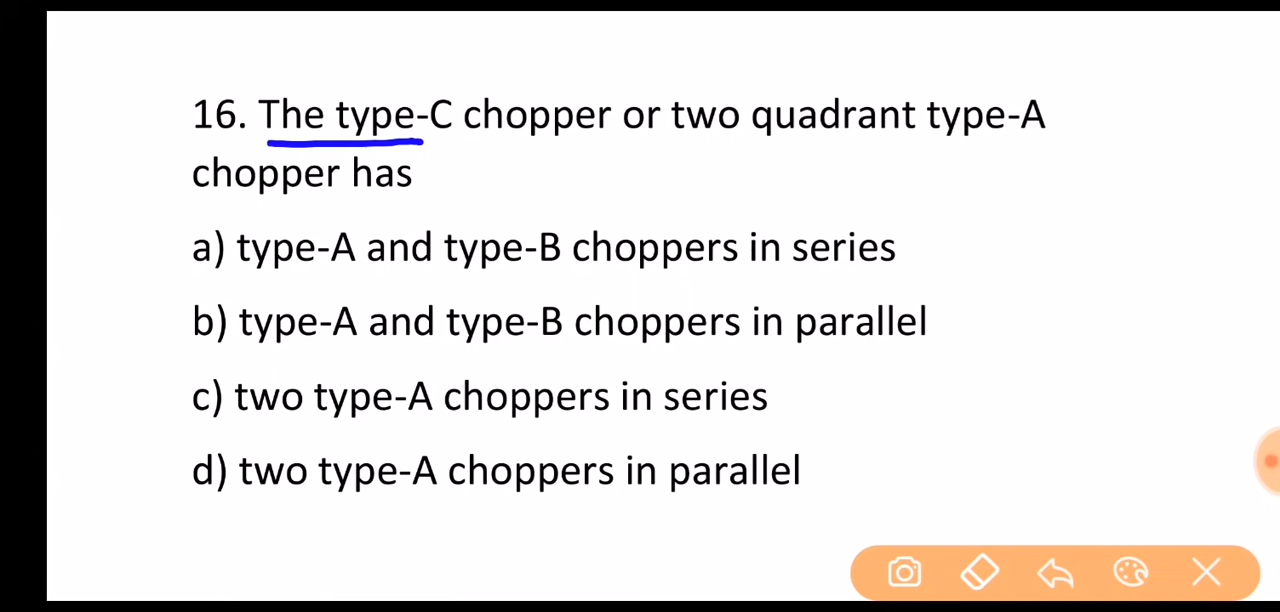 16. The type-C chopper or two quadrant type-A
chopper has
a) type-A and type-B choppers in series
b) type-A and type-B choppers in parallel
c) two type-A choppers in series
d) two type-A choppers in parallel